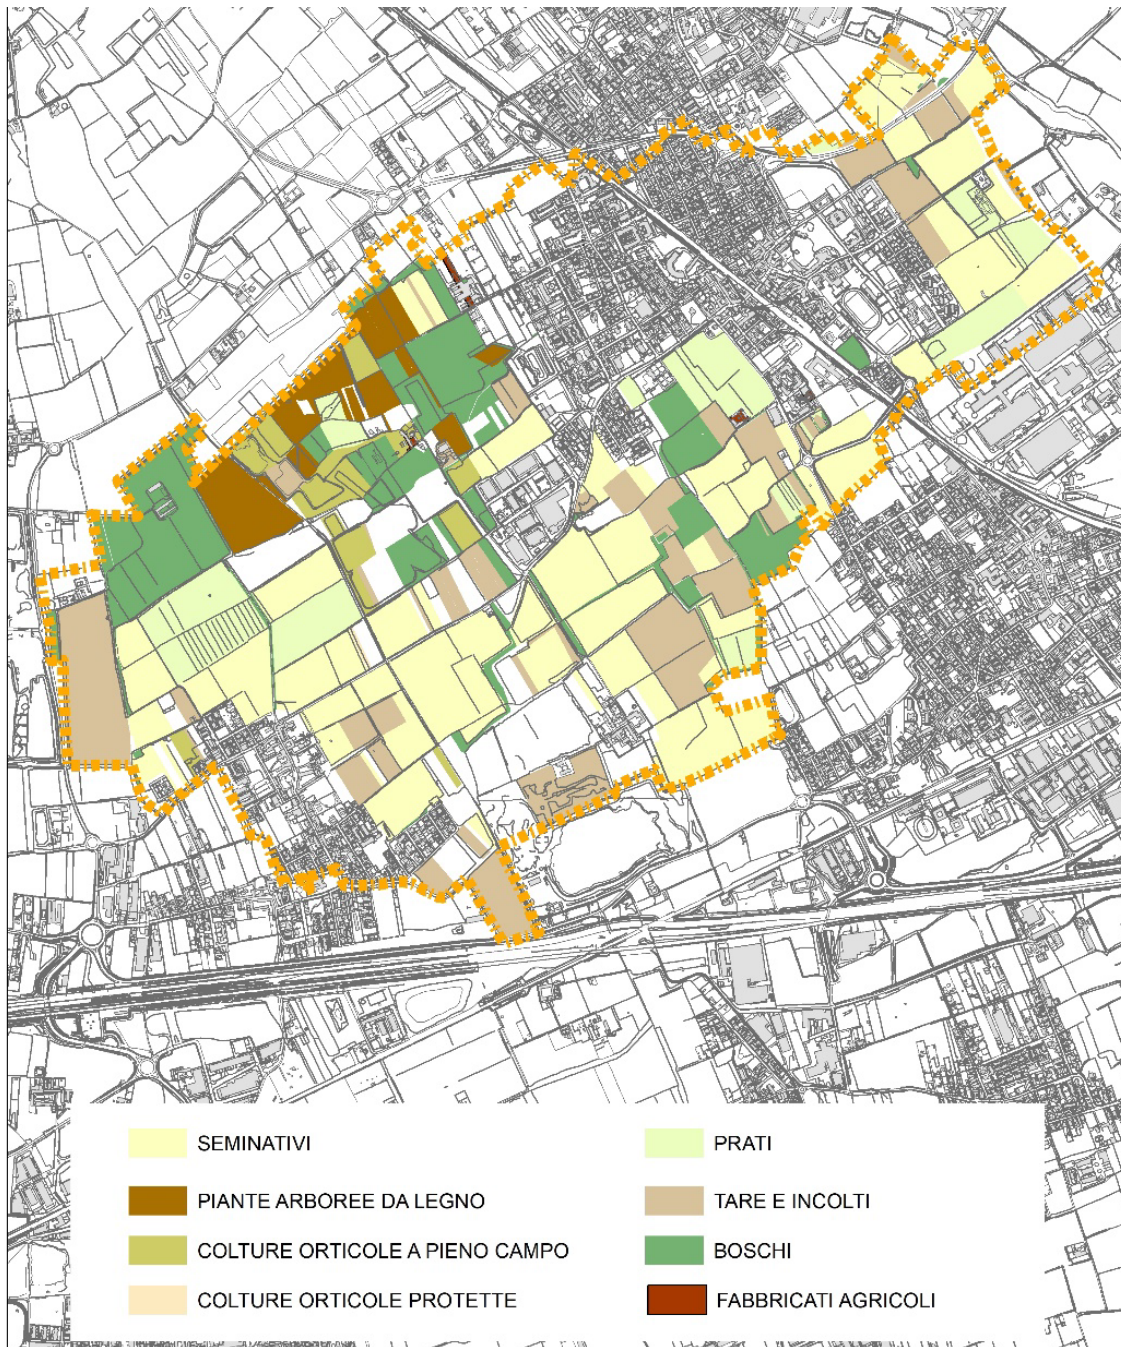 SEMINATIVI
PRATI
PIANTE ARBOREE DA LEGNO
TARE E INCOLTI
COLTURE ORTICOLE A PIENO CAMPO
BOSCHI
COLTURE ORTICOLE PROTETTE
FABBRICATI AGRICOLI